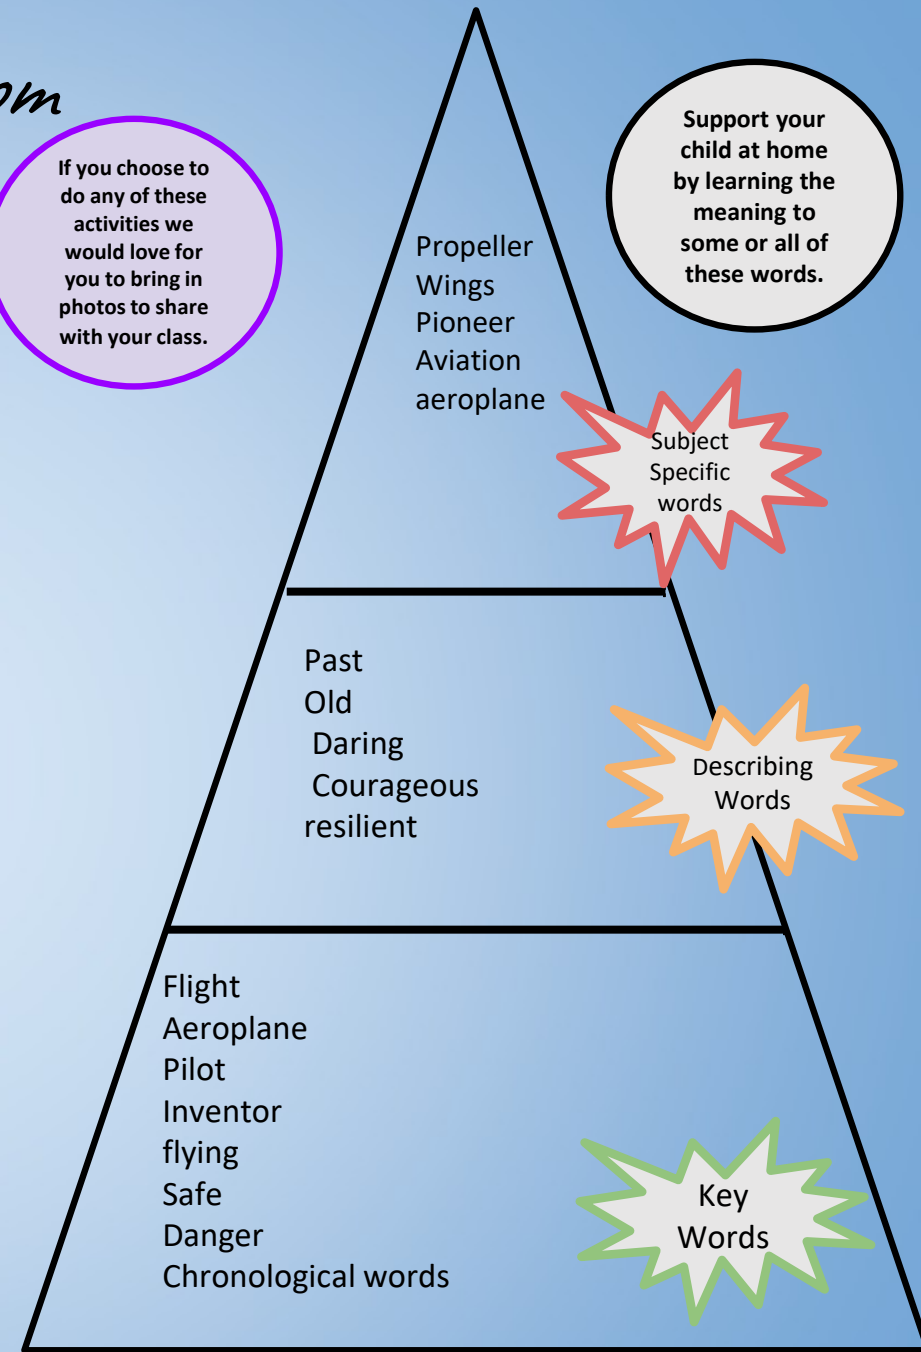 If you choose to
do any of these
activities we
would love for
you to bring in
photos to share
with your class.
Support your
child at home
by learning the
meaning to
some or all of
these words.
Propeller
Wings
Pioneer
Aviation
aeroplane
Subject
Specific
words
Past
Old
Daring
Courageous
resilient
Describing
Words
Flight
Aeroplane
Pilot
Inventor
flying
Safe
Danger
Chronological words
Key
Words